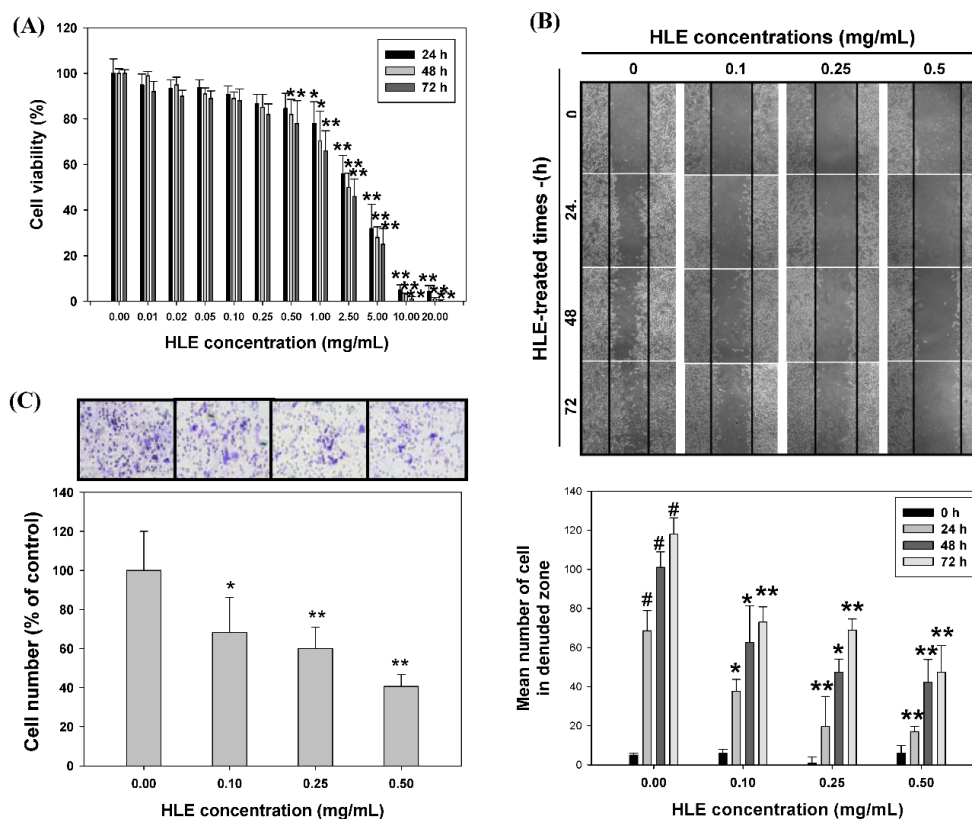 (A)
Cell viability (%)
120
100
80
60
40
20
0
24 h
48 h
72 h
*** *
*
**
**
**
**
**
**
**
**
**
**
**
**
**
0.00 0.01 0.02 0.05 0.10 0.25 0.50 1.00 2.50 5.00 10.00 20.00
HLE concentration (mg/mL)
(B)
HLE concentrations (mg/mL)
0 0.1 0.25 0.5
HLE-treated times -(h)
0
24.
48
72
Mean number of cell
in denuded zone
140
120
100
80
60
40
20
0
0 h
24 h
48 h
72 h
# # #
* * **
** * **
** ** **
0.00 0.10 0.25 0.50
HLE concentration (mg/mL)
(C)
Cell number (% of control)
140
120
100
80
60
40
20
0
* ** **
0.00 0.10 0.25 0.50
HLE concentration (mg/mL)